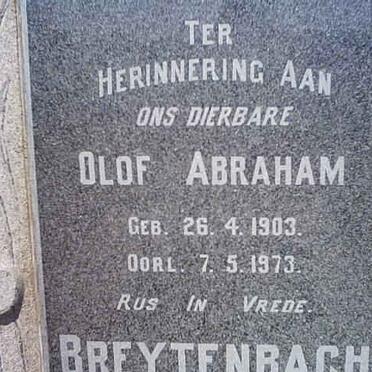 TER
HERINNERING AAN
ONS DIERBARE
OLOF ABRAHAM
GEB. 26. 4. 1903.
OORL. 7. 5. 1973.
RUS IN VREDE.
BREYTENBACH